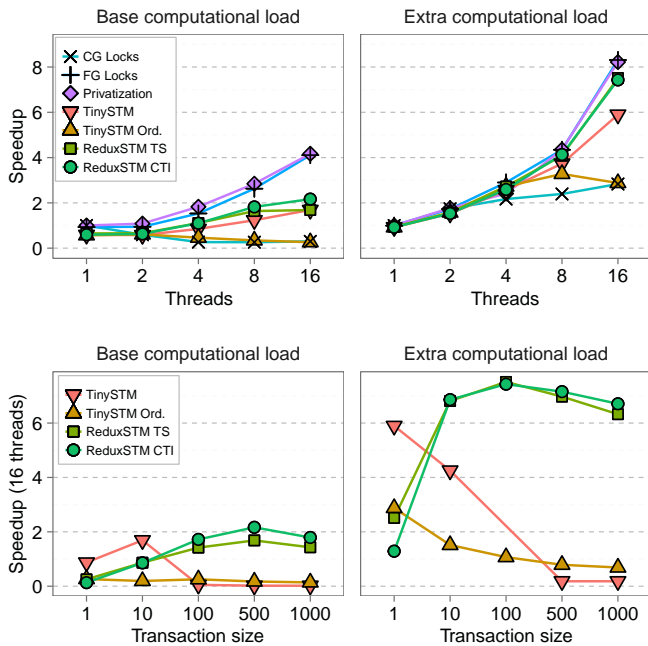 Base computational load
Extra computational load
Speedup
8
6
4
2
0
CG Locks
FG Locks
Privatization
TinySTM
TinySTM Ord.
ReduxSTM TS
ReduxSTM CTI
1 2 4 8 16
1 2 4 8 16
Threads
Threads
Base computational load
Extra computational load
Speedup (16 threads)
6
4
2
0
TinySTM
TinySTM Ord.
ReduxSTM TS
ReduxSTM CTI
1 10 100 500 1000
1 10 100 500 1000
Transaction size
Transaction size